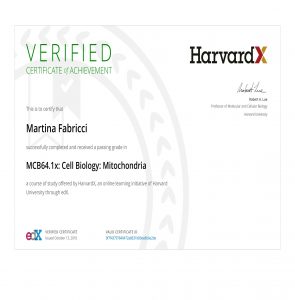 VERIFIED
CERTIFICATE of ACHIEVEMENT
HarvardX
This is to certify that
Martina Fabricci
successfully completed and received a passing grade in
MCB64.1x: Cell Biology: Mitochondria
a course of study offered by HarvardX, an online learning initiative of Harvard
University through edX.
Robert A. Lue
Professor of Molecular and Cellular Biology
Harvard University
edX
VERIFIED CERTIFICATE
Issued October 13, 2015
VALID CERTIFICATE ID